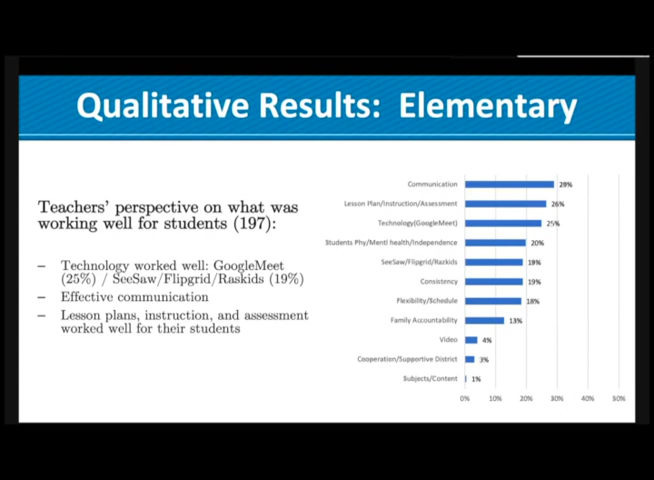 Qualitative Results: Elementary
Teachers' perspective on what was
working well for students (197):
– Technology worked well: GoogleMeet
(25%) / SeeSaw/Flipgrid/Raskids (19%)
– Effective communication
– Lesson plans, instruction, and assessment
worked well for their students
Communication 29%
Lesson Plan/Instruction/Assessment 26%
Technology(GoogleMeet) 25%
Students Phy/Mentl health/Independence 20%
SeeSaw/Flipgrid/Razkids 19%
Consistency 19%
Flexibility/Schedule 18%
Family Accountability 13%
Video 4%
Cooperation/Supportive District 3%
Subjects/Content 1%
0% 10% 20% 30% 40% 50%